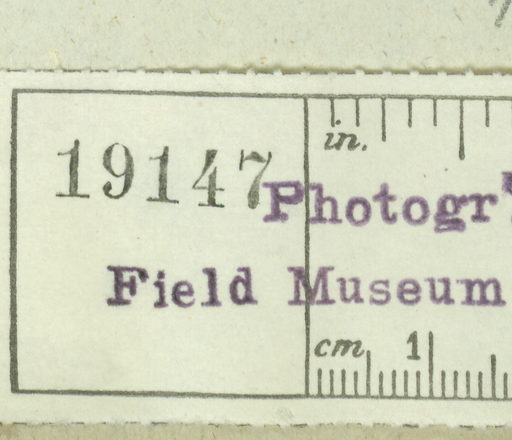 in.
19147
Photogr
Field Museum
cm 1